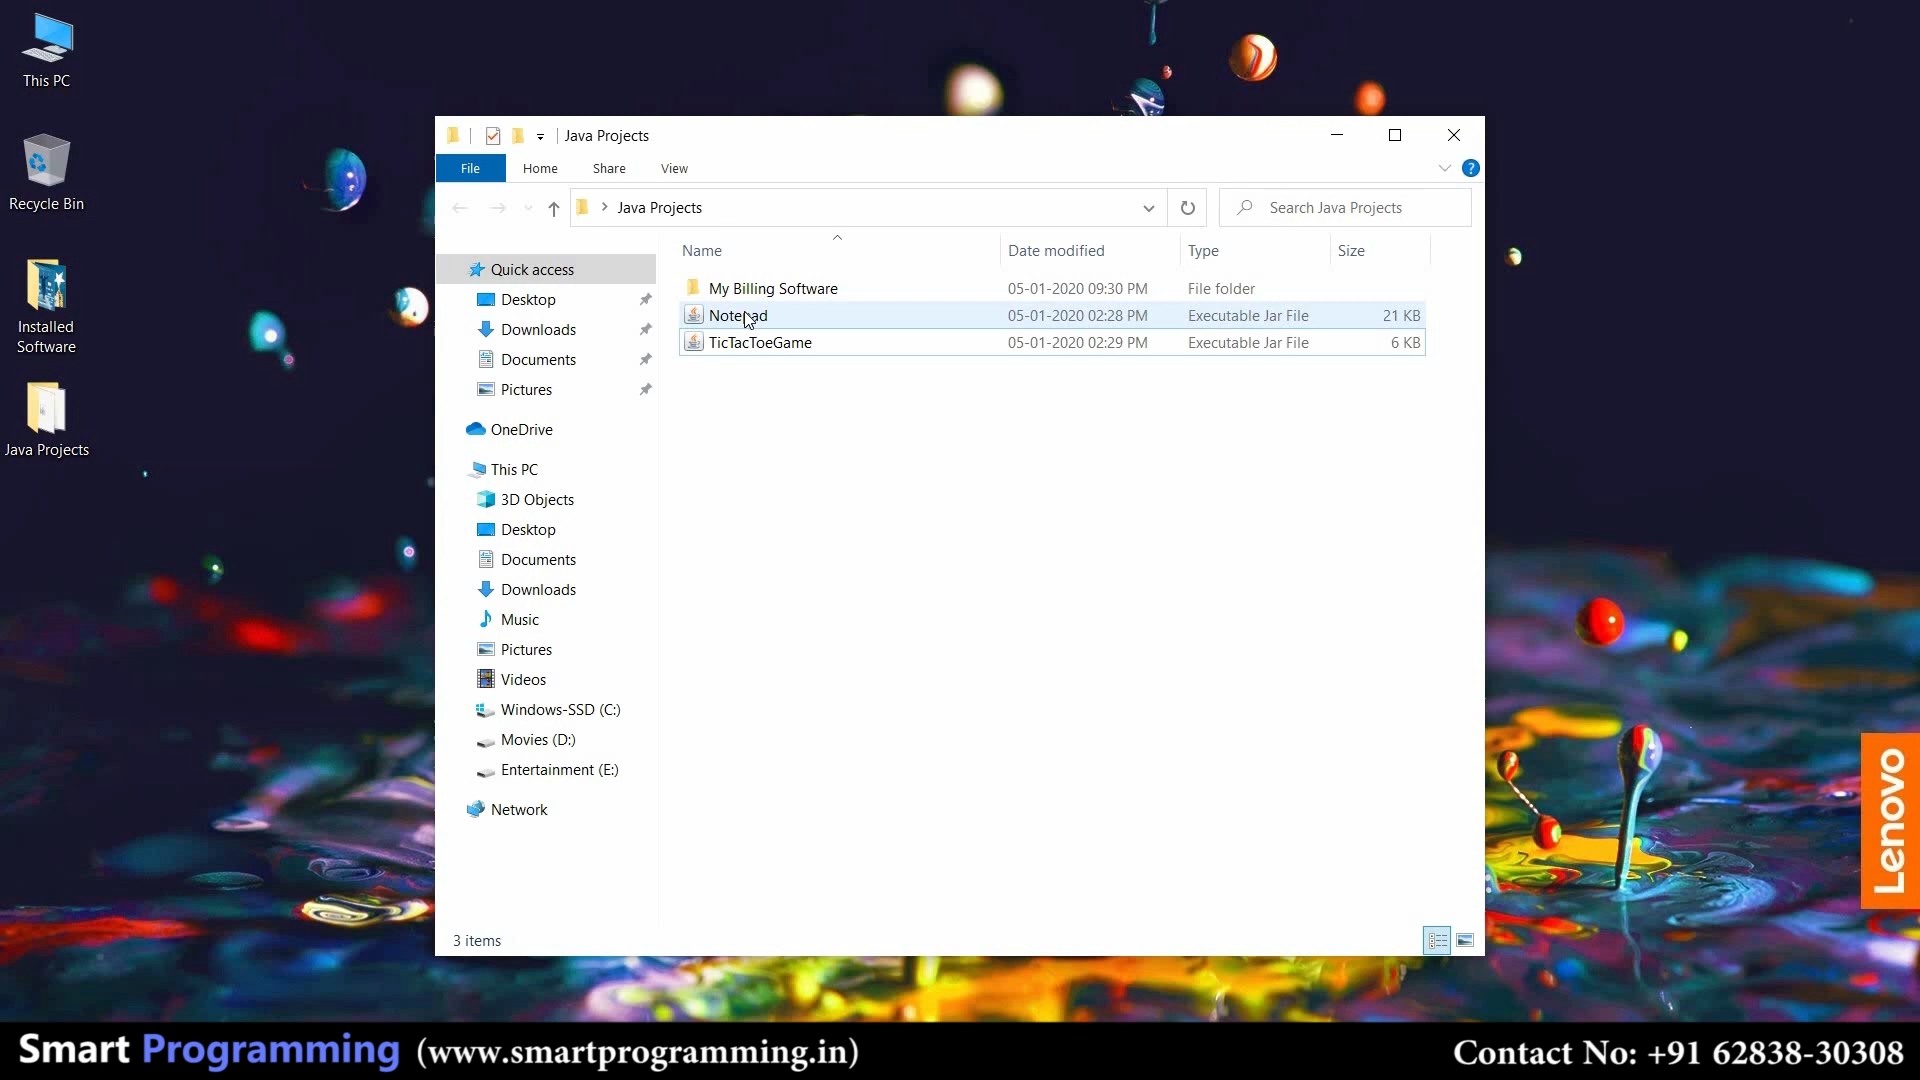 This PC
Recycle Bin
Installed
Software
Java Projects
Java Projects
File Home Share View
Java Projects
Search Java Projects
Name Date modified Type Size
My Billing Software 05-01-2020 09:30 PM File folder
Notepad 05-01-2020 02:28 PM Executable Jar File 21 KB
TicTacToeGame 05-01-2020 02:29 PM Executable Jar File 6 KB
Quick access
Desktop
Downloads
Documents
Pictures
OneDrive
This PC
3D Objects
Desktop
Documents
Downloads
Music
Pictures
Videos
Windows-SSD (C:)
Movies (D:)
Entertainment (E:)
Network
3 items
Lenovo
Smart Programming (www.smartprogramming.in)
Contact No: +91 62838-30308